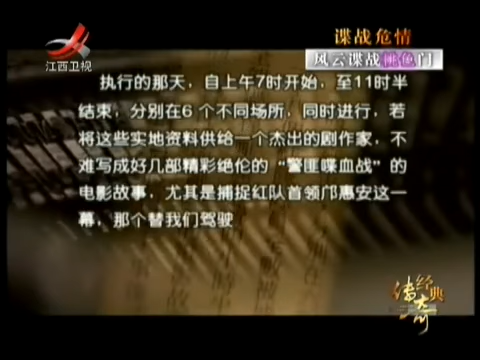 谍战危情
江西卫视
风云谍战桃色门
执行的那天，自上午7时开始，至11时半
结束，分别在6个不同场所，同时进行，若
将这些实地资料供给一个杰出的剧作家，不
难写成好几部精彩绝伦的“警匪喋血战”的
电影故事，尤其是捕捉红队首领邝惠安这一
幕，那个替我们驾驶
经典
传奇